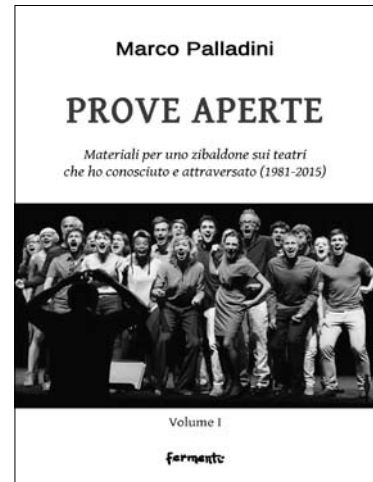 Marco Palladini
PROVE APERTE
Materiali per uno zibaldone sui teatri
che ho conosciuto e attraversato (1981-2015)
Volume I
fermenti